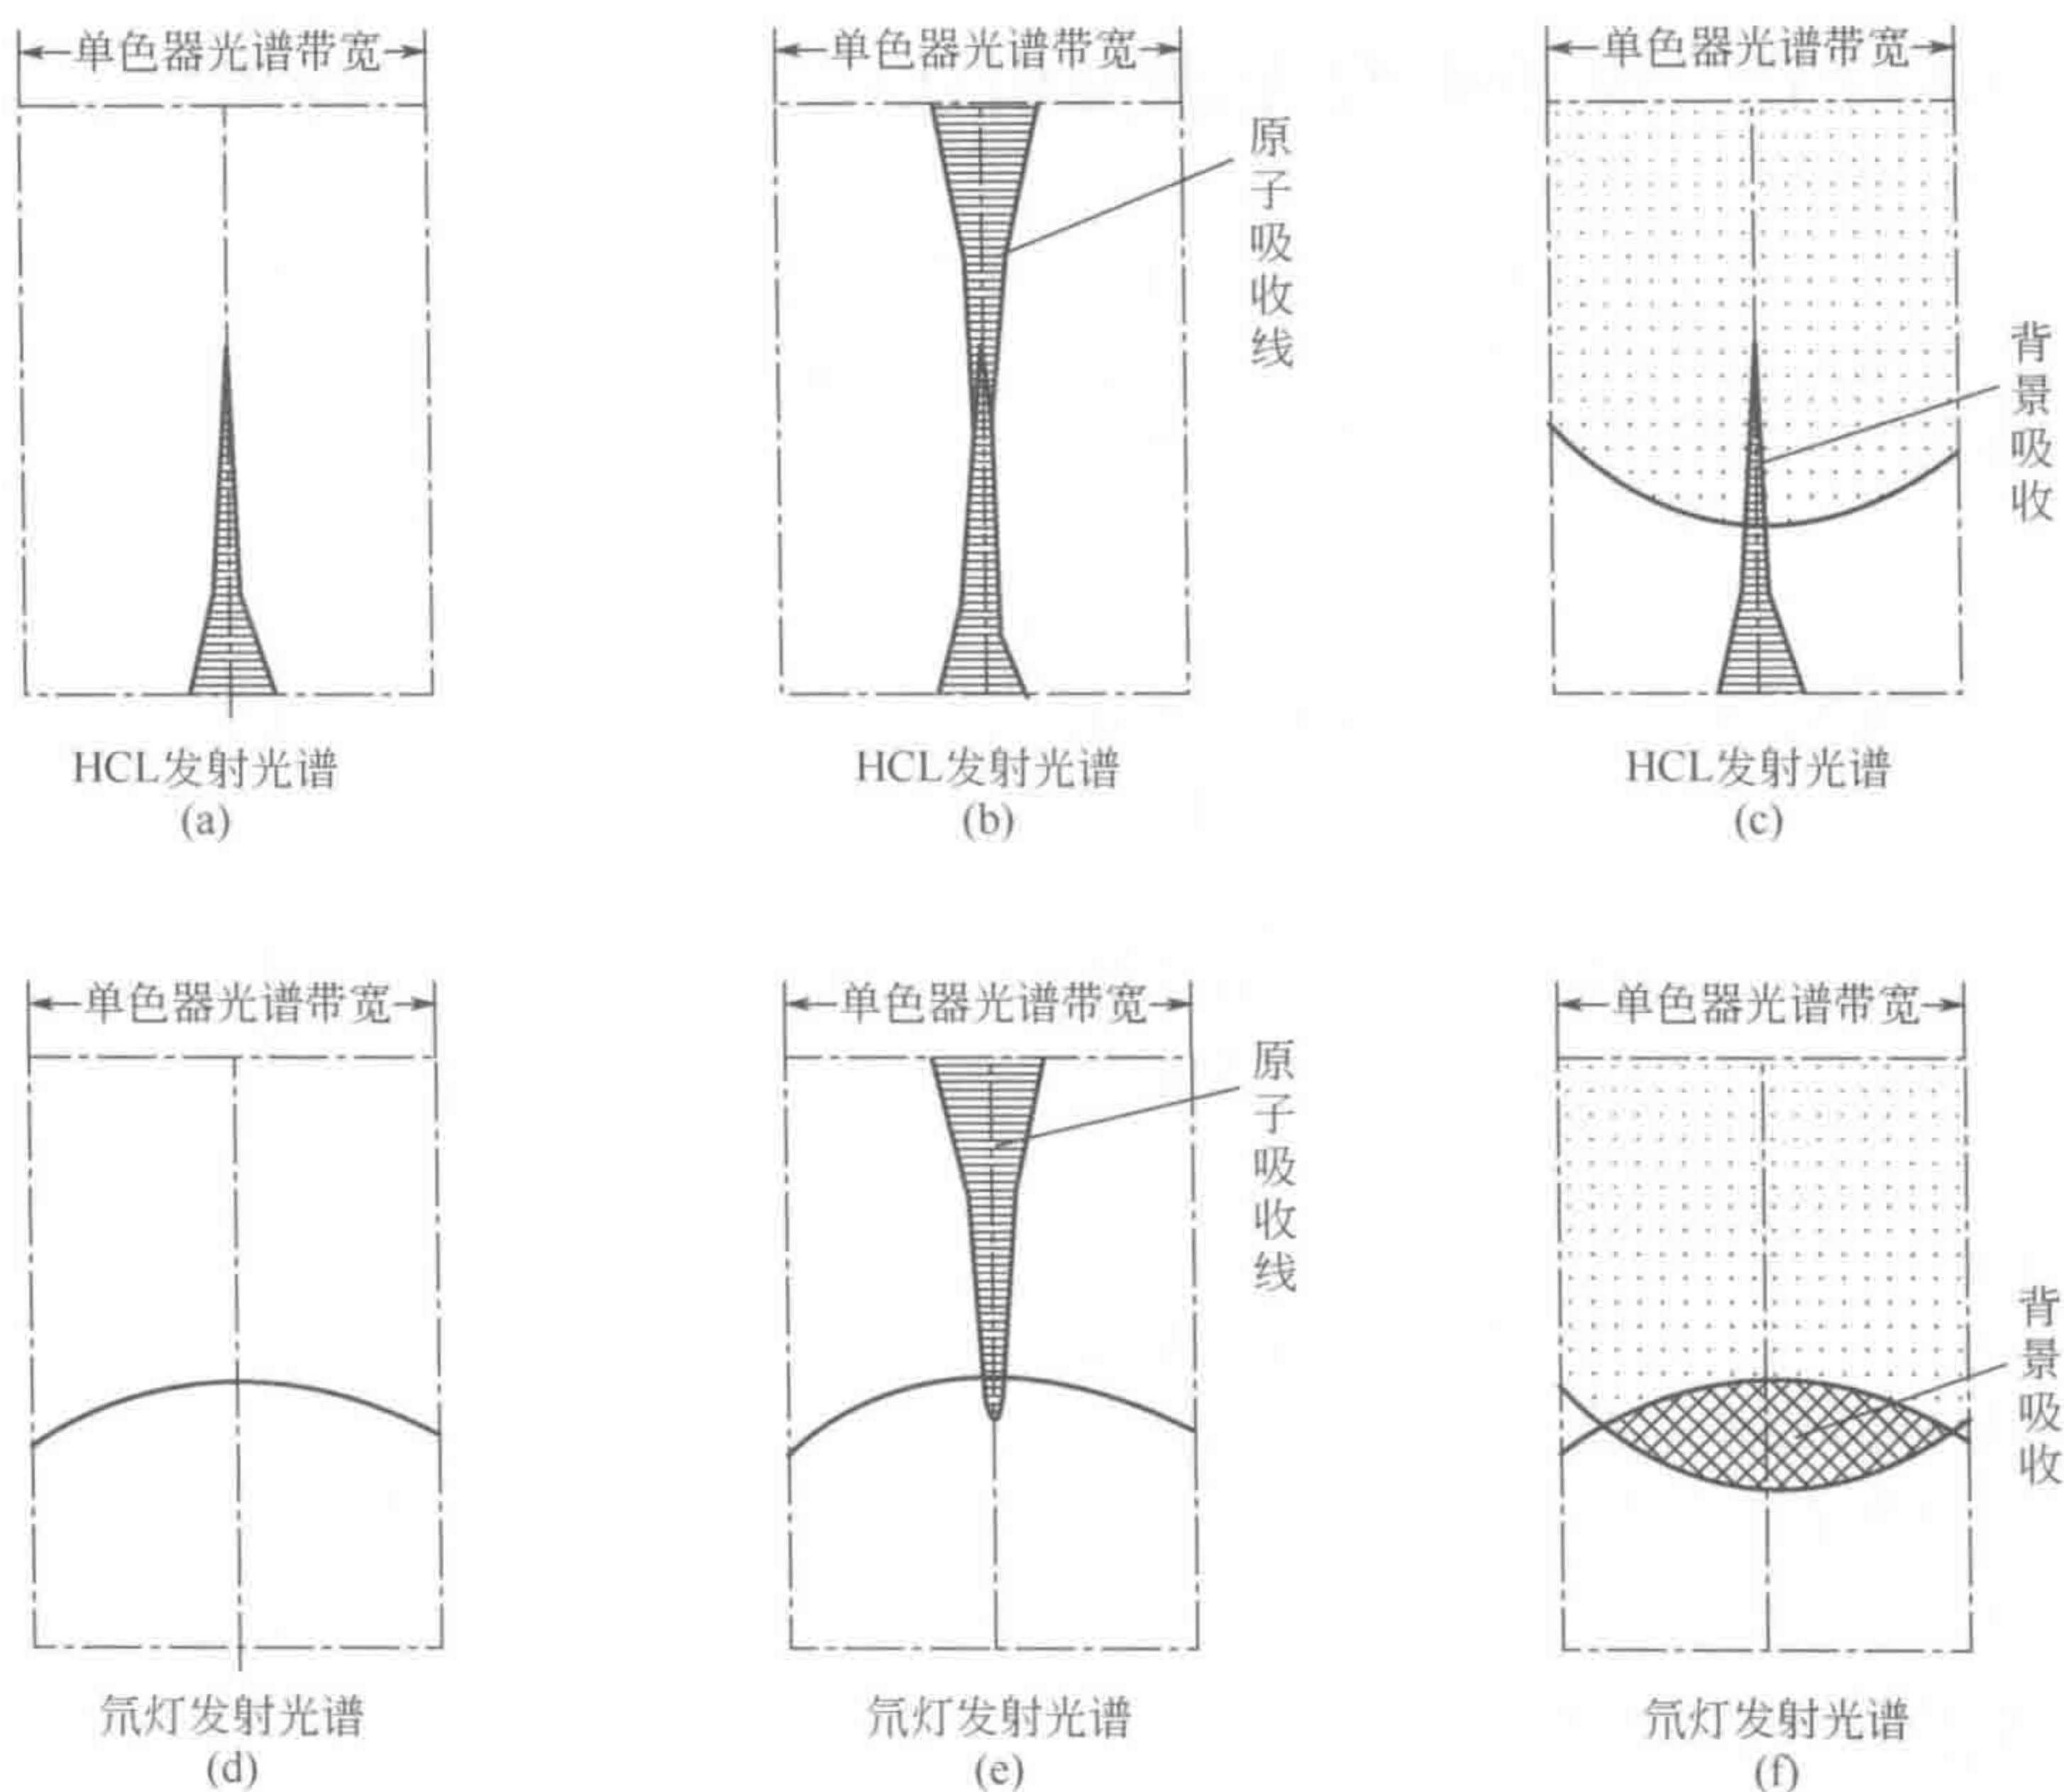 单色器光谱带宽
单色器光谱带宽
单色器光谱带宽
原子吸收线
背景吸收
HCL发射光谱
HCL发射光谱
HCL发射光谱
(a)
(b)
(c)
单色器光谱带宽
单色器光谱带宽
单色器光谱带宽
原子吸收线
背景吸收
氘灯发射光谱
氘灯发射光谱
氘灯发射光谱
(d)
(e)
(f)